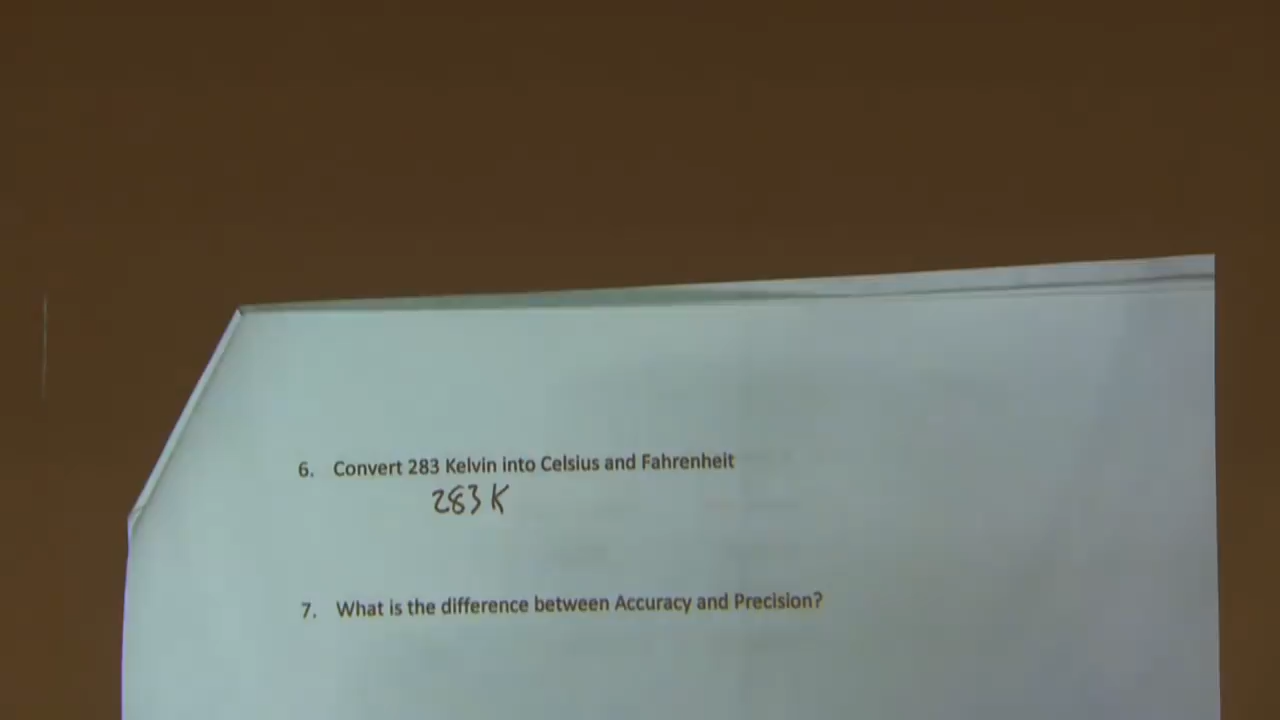 6. Convert 283 Kelvin into Celsius and Fahrenheit
283 K
7. What is the difference between Accuracy and Precision?